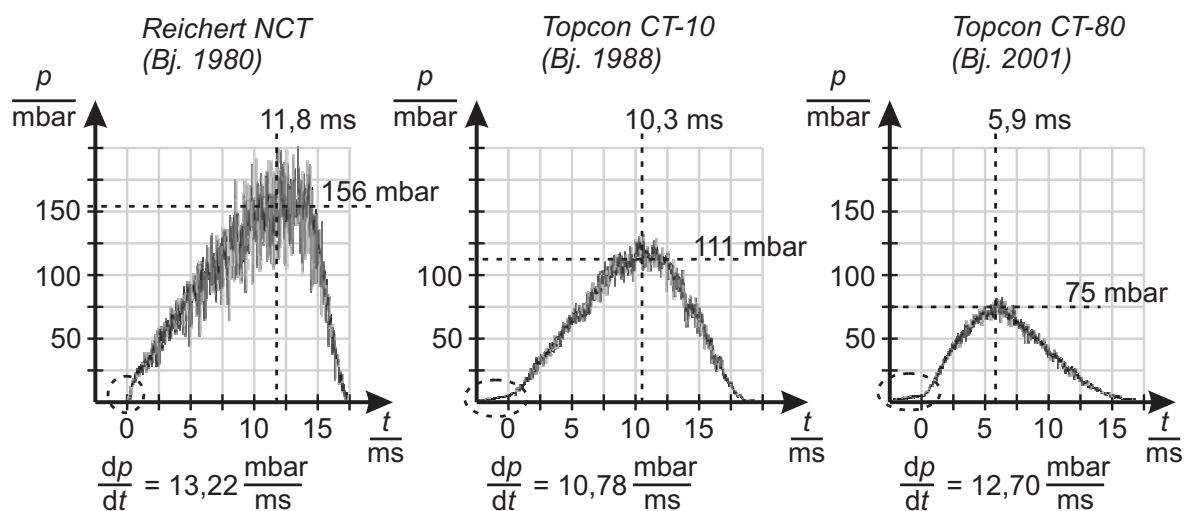 Reichert NCT
(Bj. 1980)
p
mbar
11,8 ms
156 mbar
150
100
50
0 5 10 15
t
ms
dp
dt
= 13,22
mbar
ms
Topcon CT-10
(Bj. 1988)
p
mbar
10,3 ms
111 mbar
150
100
50
0 5 10 15
t
ms
dp
dt
= 10,78
mbar
ms
Topcon CT-80
(Bj. 2001)
p
mbar
5,9 ms
75 mbar
150
100
50
0 5 10 15
t
ms
dp
dt
= 12,70
mbar
ms